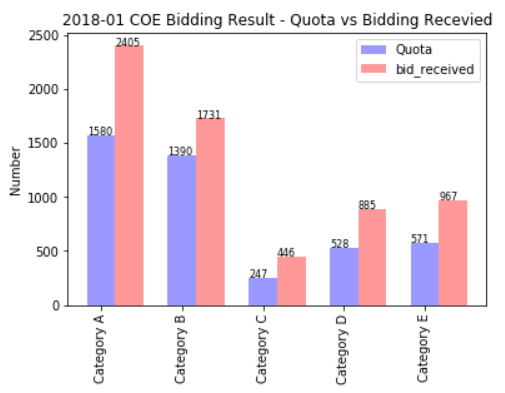 2018-01 COE Bidding Result - Quota vs Bidding Recevied
2500
2000
1500
1000
500
0
Number
Quota
bid_received
1580
2405
1390
1731
247
446
528
885
571
967
Category A
Category B
Category C
Category D
Category E